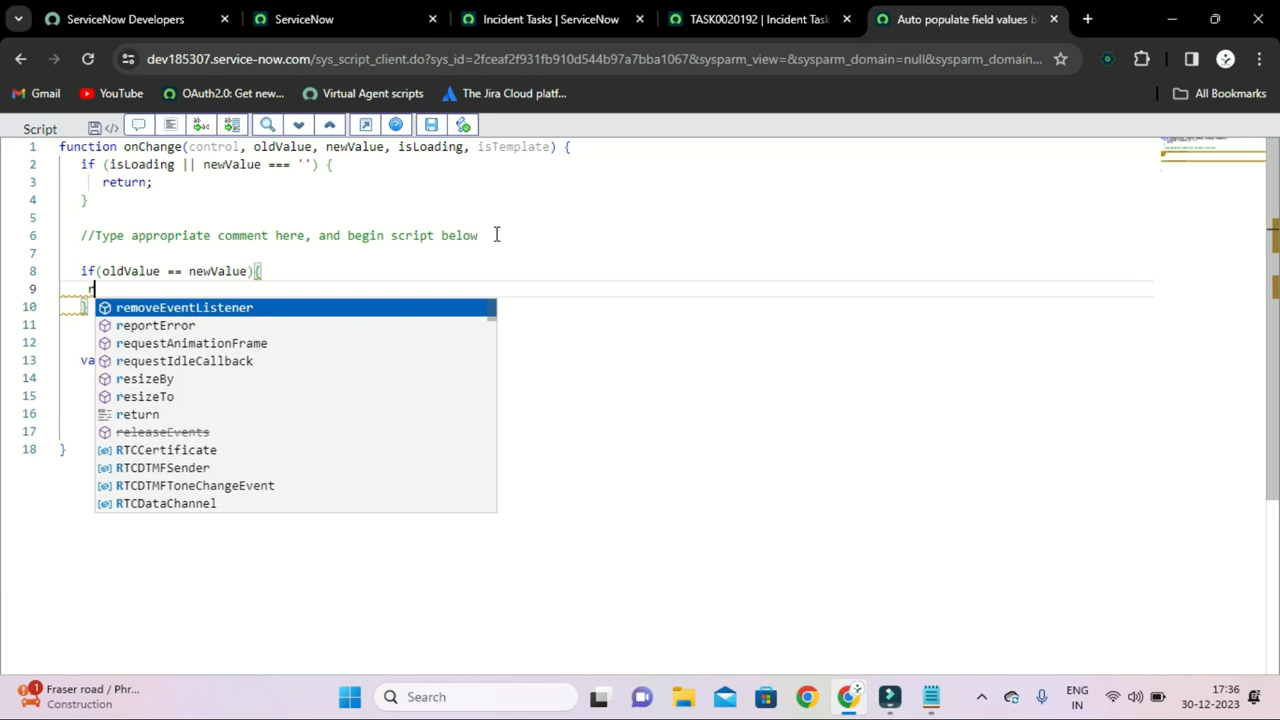 ServiceNow Developers
ServiceNow
Incident Tasks | ServiceNow
TASK0020192 | Incident Task
Auto populate field values b
dev185307.service-now.com/sys_script_client.do?sys_id=2fceaf2f931fb910d544b97a7bba1067&sysparm_view=&sysparm_domain=null&sysparm_domain...
Gmail
YouTube
OAuth2.0: Get new...
Virtual Agent scripts
The Jira Cloud platf...
All Bookmarks
Script
1 function onChange(control, oldValue, newValue, isLoading, isTemplate) {
2 if (isLoading || newValue === '') {
3 return;
4 }
5
6 //Type appropriate comment here, and begin script below
7
8 if(oldValue == newValue){
9 r
10 }
removeEventListener
11
reportError
12
requestAnimationFrame
13 va
requestIdleCallback
14
resizeBy
15
resizeTo
16
return
17
releaseEvents
18 }
RTCCertificate
RTCDTMFSender
RTCDTMFToneChangeEvent
RTCDataChannel
1
Fraser road / Phr...
Construction
Search
ENG
IN
17:36
30-12-2023